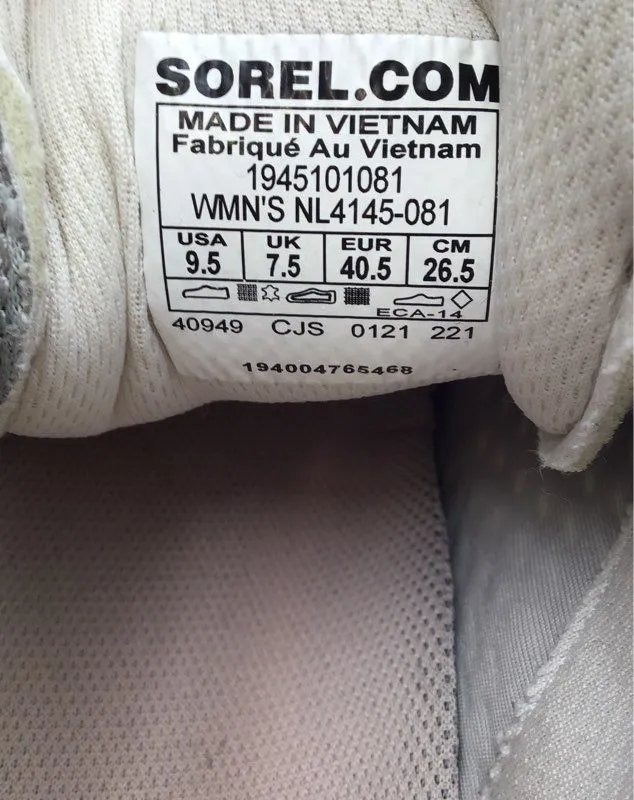 SOREL.COM
MADE IN VIETNAM
Fabriqué Au Vietnam
1945101081
WMN'S NL4145-081
USA UK EUR CM
9.5 7.5 40.5 26.5
ECA-14
40949 CJS 0121 221
194004765468